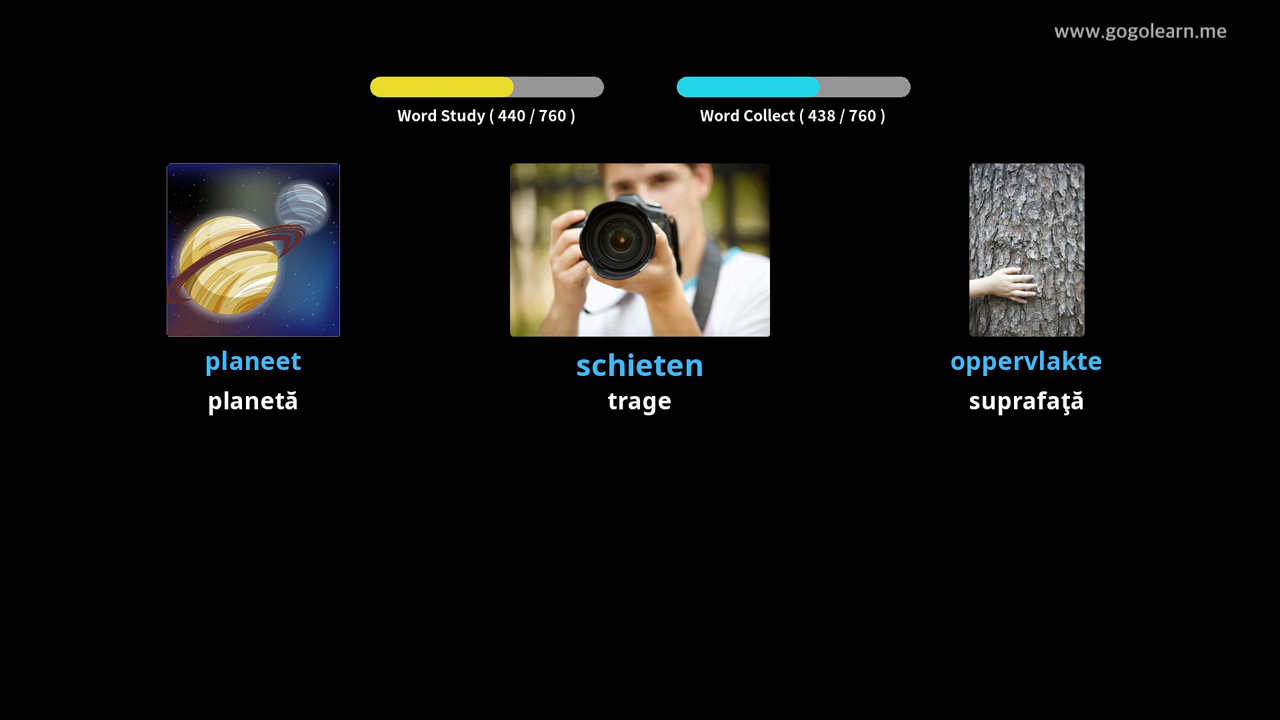 www.gogolearn.me
Word Study ( 440 / 760 )
Word Collect ( 438 / 760 )
planeet
planetă
schieten
trage
oppervlakte
suprafaţă